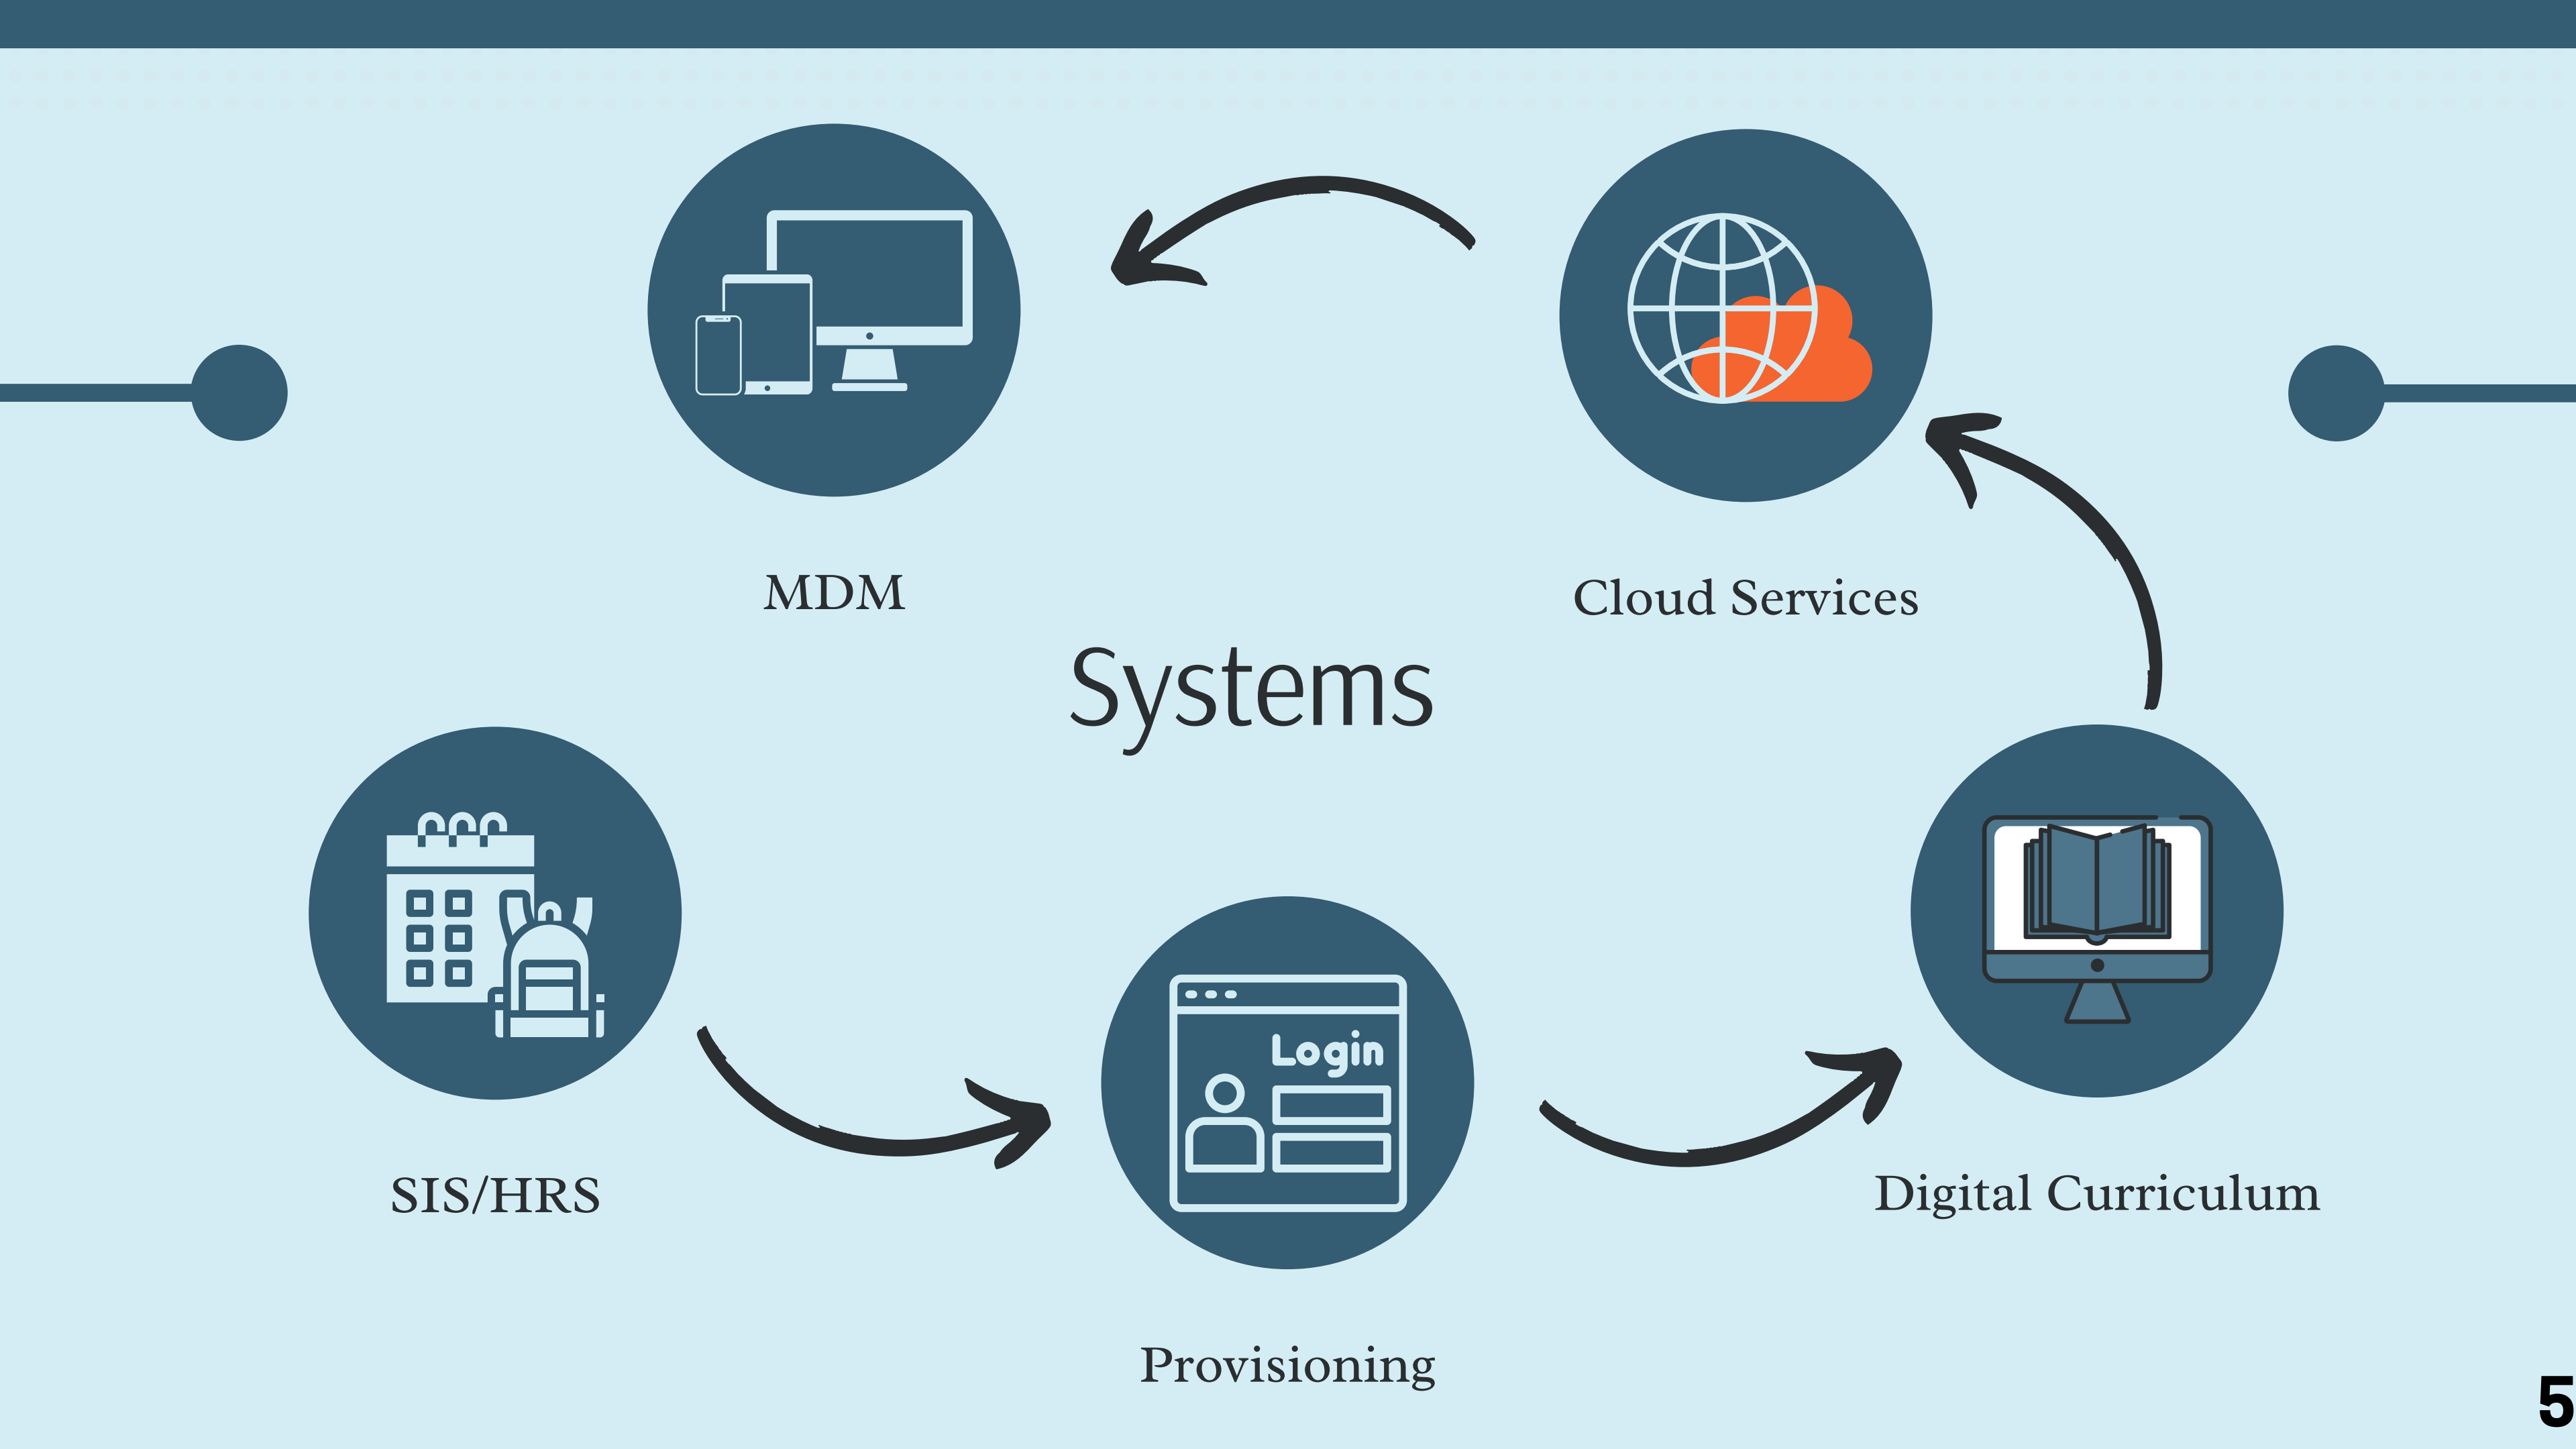 MDM
Cloud Services
Systems
Login
SIS/HRS
Digital Curriculum
Provisioning
5